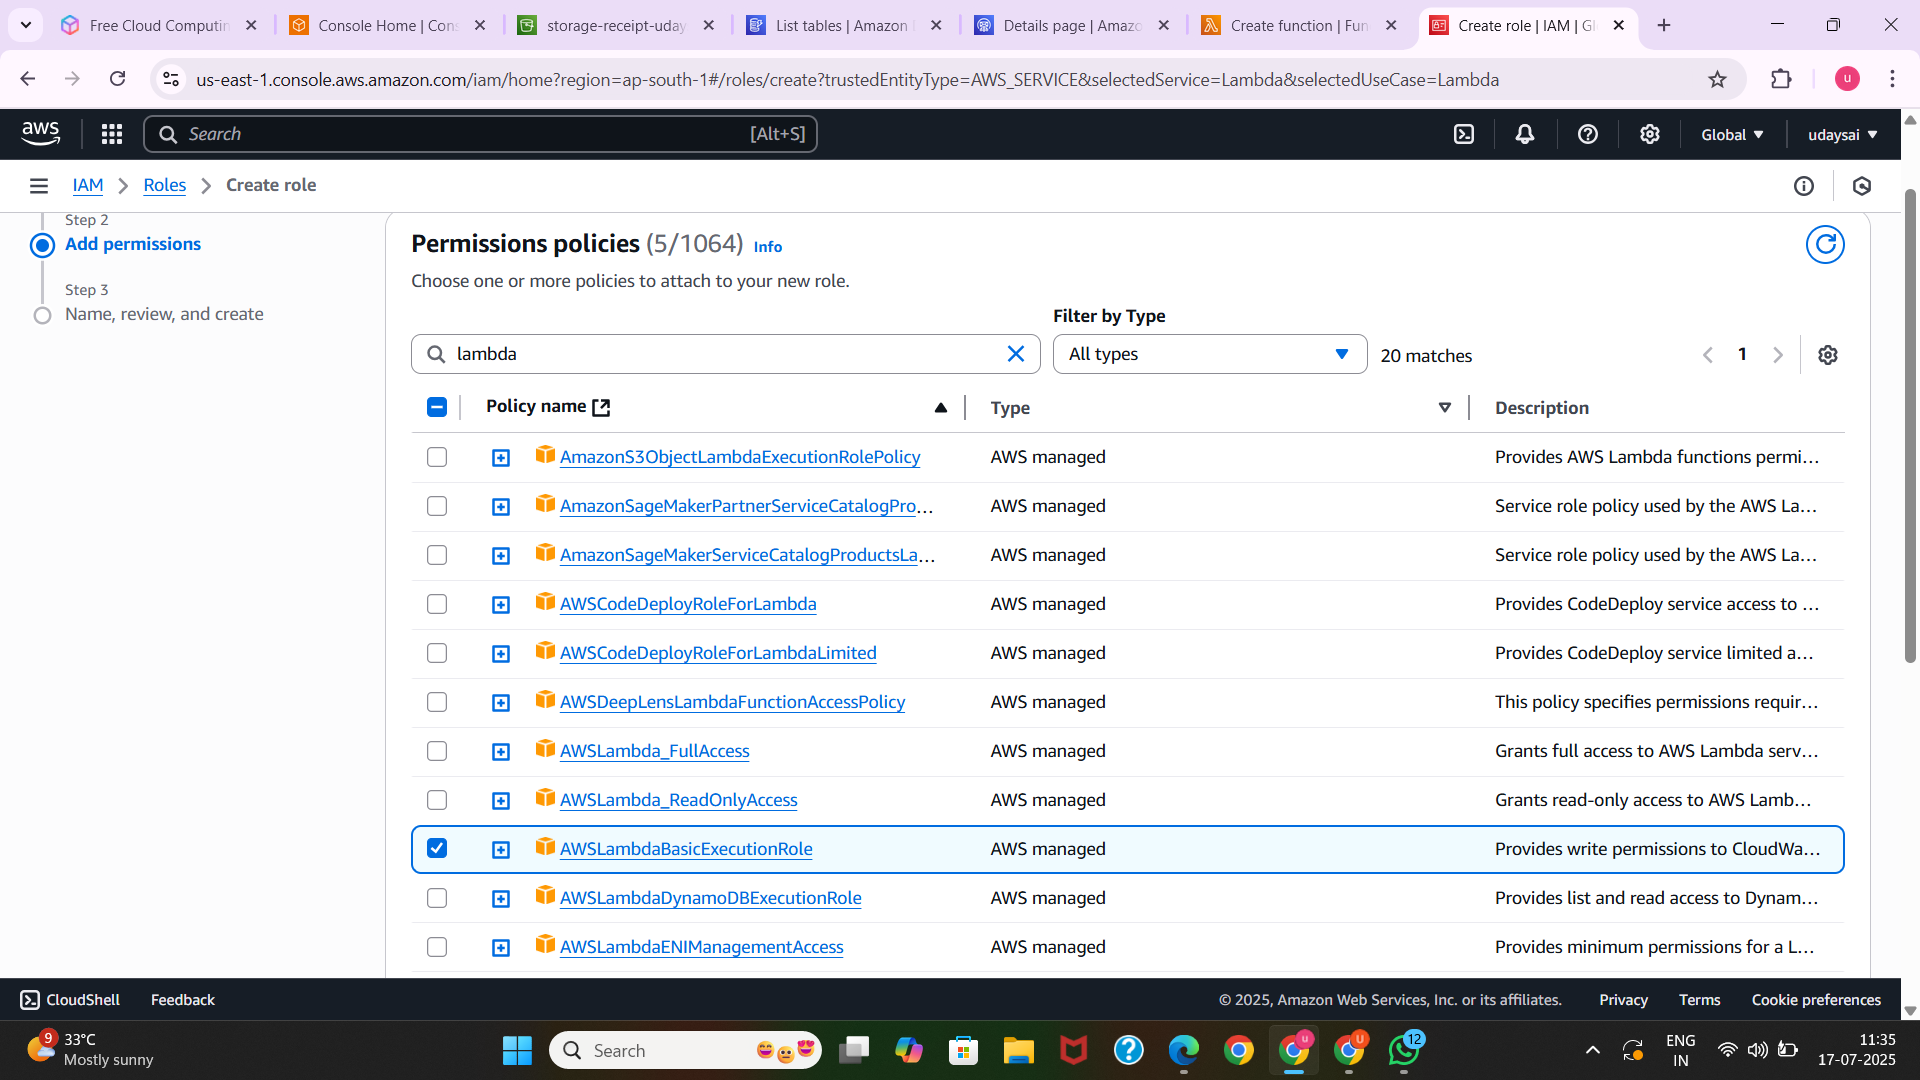 Free Cloud Computin
Console Home | Cons
storage-receipt-uday
List tables | Amazon
Details page | Amazo
Create function | Fun
Create role | IAM | Gl
us-east-1.console.aws.amazon.com/iam/home?region=ap-south-1#/roles/create?trustedEntityType=AWS_SERVICE&selectedService=Lambda&selectedUseCase=Lambda
u
aws
Search
[Alt+S]
Global
udaysai
IAM
Roles
Create role
Step 2
Add permissions
Step 3
Name, review, and create
Permissions policies (5/1064) Info
Choose one or more policies to attach to your new role.
Filter by Type
lambda
All types
20 matches
1
Policy name
Type
Description
AmazonS3ObjectLambdaExecutionRolePolicy
AWS managed
Provides AWS Lambda functions permi...
AmazonSageMakerPartnerServiceCatalogPro...
AWS managed
Service role policy used by the AWS La...
AmazonSageMakerServiceCatalogProductsLa...
AWS managed
Service role policy used by the AWS La...
AWSCodeDeployRoleForLambda
AWS managed
Provides CodeDeploy service access to ...
AWSCodeDeployRoleForLambdaLimited
AWS managed
Provides CodeDeploy service limited a...
AWSDeepLensLambdaFunctionAccessPolicy
AWS managed
This policy specifies permissions requir...
AWSLambda_FullAccess
AWS managed
Grants full access to AWS Lambda serv...
AWSLambda_ReadOnlyAccess
AWS managed
Grants read-only access to AWS Lamb...
AWSLambdaBasicExecutionRole
AWS managed
Provides write permissions to CloudWa...
AWSLambdaDynamoDBExecutionRole
AWS managed
Provides list and read access to Dynam...
AWSLambdaENIManagementAccess
AWS managed
Provides minimum permissions for a L...
CloudShell
Feedback
© 2025, Amazon Web Services, Inc. or its affiliates.
Privacy
Terms
Cookie preferences
9
33°C
Mostly sunny
Search
u
U
12
ENG
IN
11:35
17-07-2025